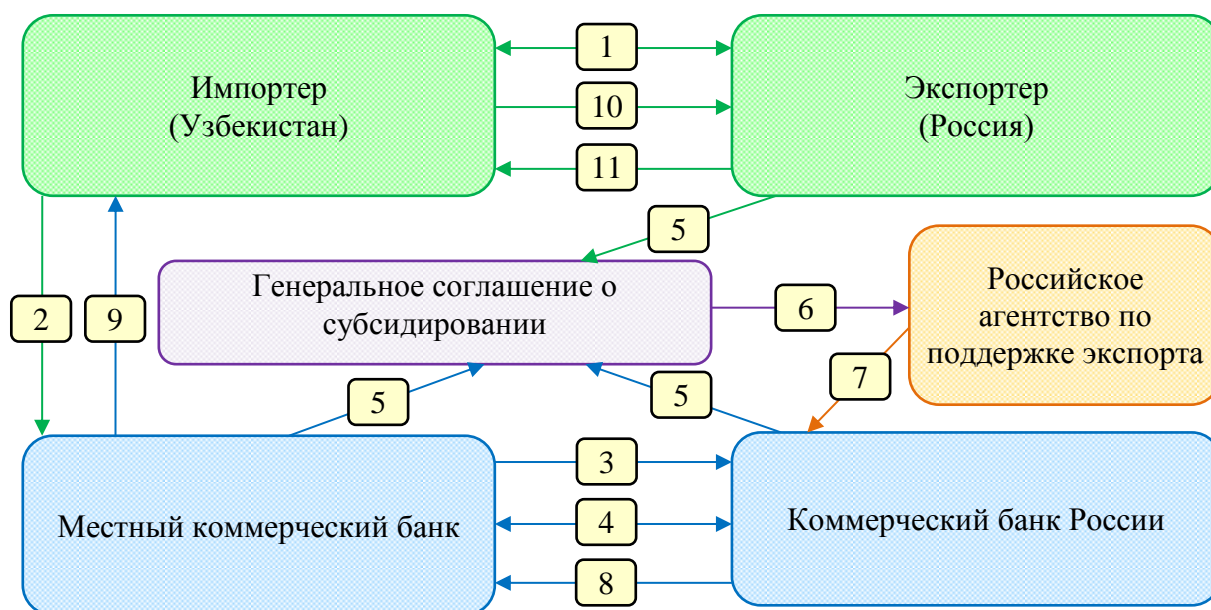 Импортер
(Узбекистан)
1
10
11
Экспортер
(Россия)
5
Генеральное соглашение о
субсидировании
6
Российское
агентство по
поддержке экспорта
2
9
7
5
5
Местный коммерческий банк
3
4
8
Коммерческий банк России